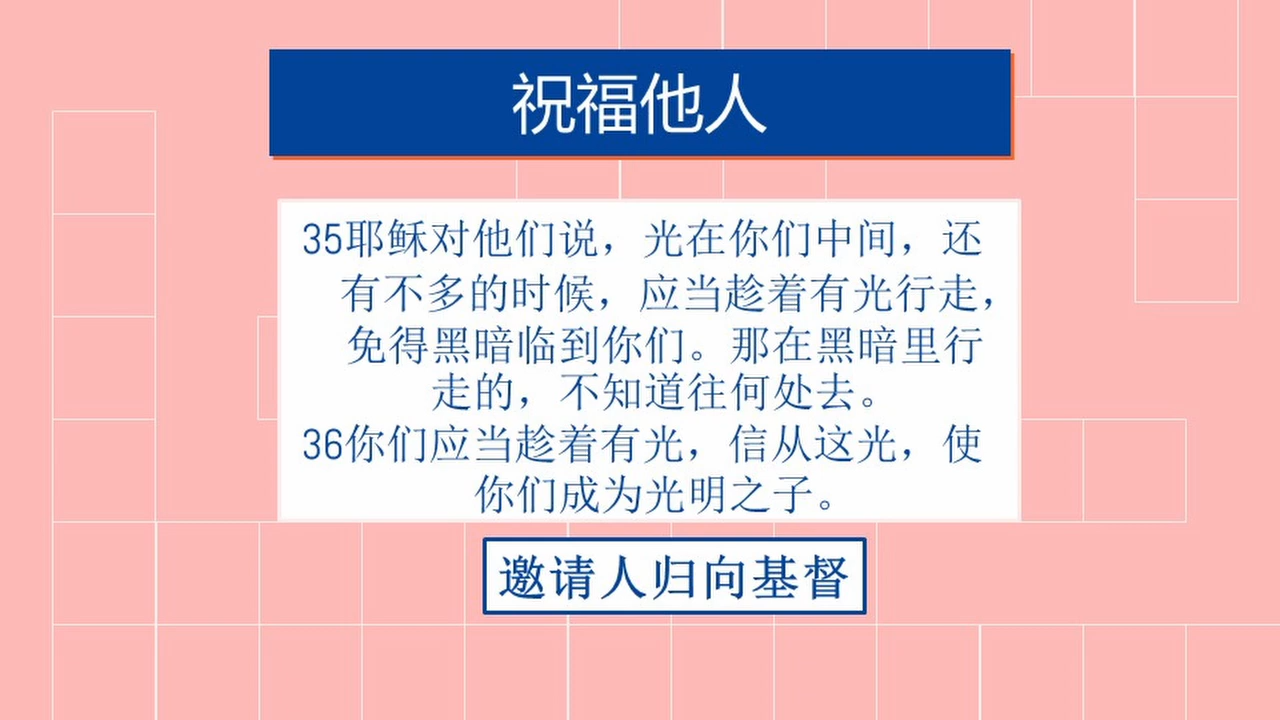 祝福他人
35耶稣对他们说，光在你们中间，还
有不多的时候，应当趁着有光行走，
免得黑暗临到你们。那在黑暗里行
走的，不知道往何处去。
36你们应当趁着有光，信从这光，使
你们成为光明之子。
邀请人归向基督